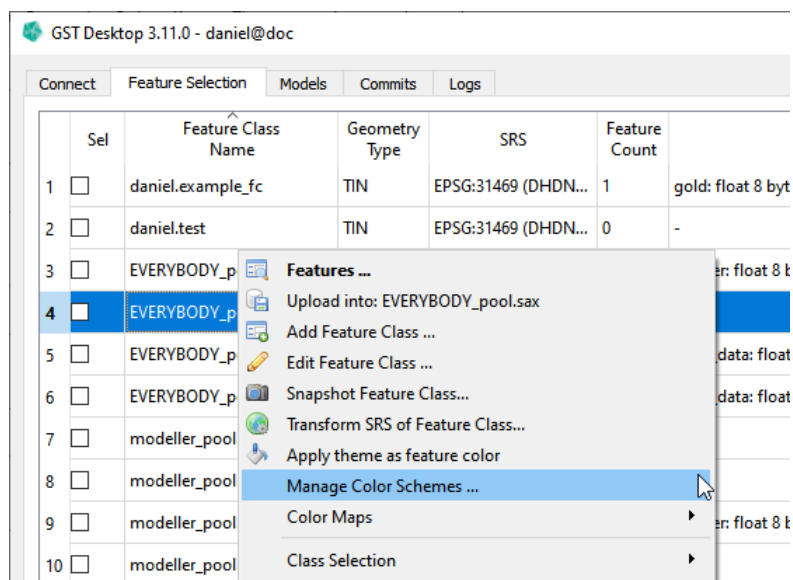 GST Desktop 3.11.0 - daniel@doc
Connect Feature Selection Models Commits Logs
Sel Feature Class Name Geometry Type SRS Feature Count
1 daniel.example_fc TIN EPSG:31469 (DHDN... 1 gold: float 8 byt
2 daniel.test TIN EPSG:31469 (DHDN... 0 -
3 EVERYBODY_p er: float 8 b
4 EVERYBODY_p
5 EVERYBODY_p _data: float
6 EVERYBODY_p data: float
7 modeller_pool
8 modeller_pool
9 modeller_pool er: float 8 b
10 modeller_pool
Features ...
Upload into: EVERYBODY_pool.sax
Add Feature Class ...
Edit Feature Class ...
Snapshot Feature Class...
Transform SRS of Feature Class...
Apply theme as feature color
Manage Color Schemes ...
Color Maps
Class Selection